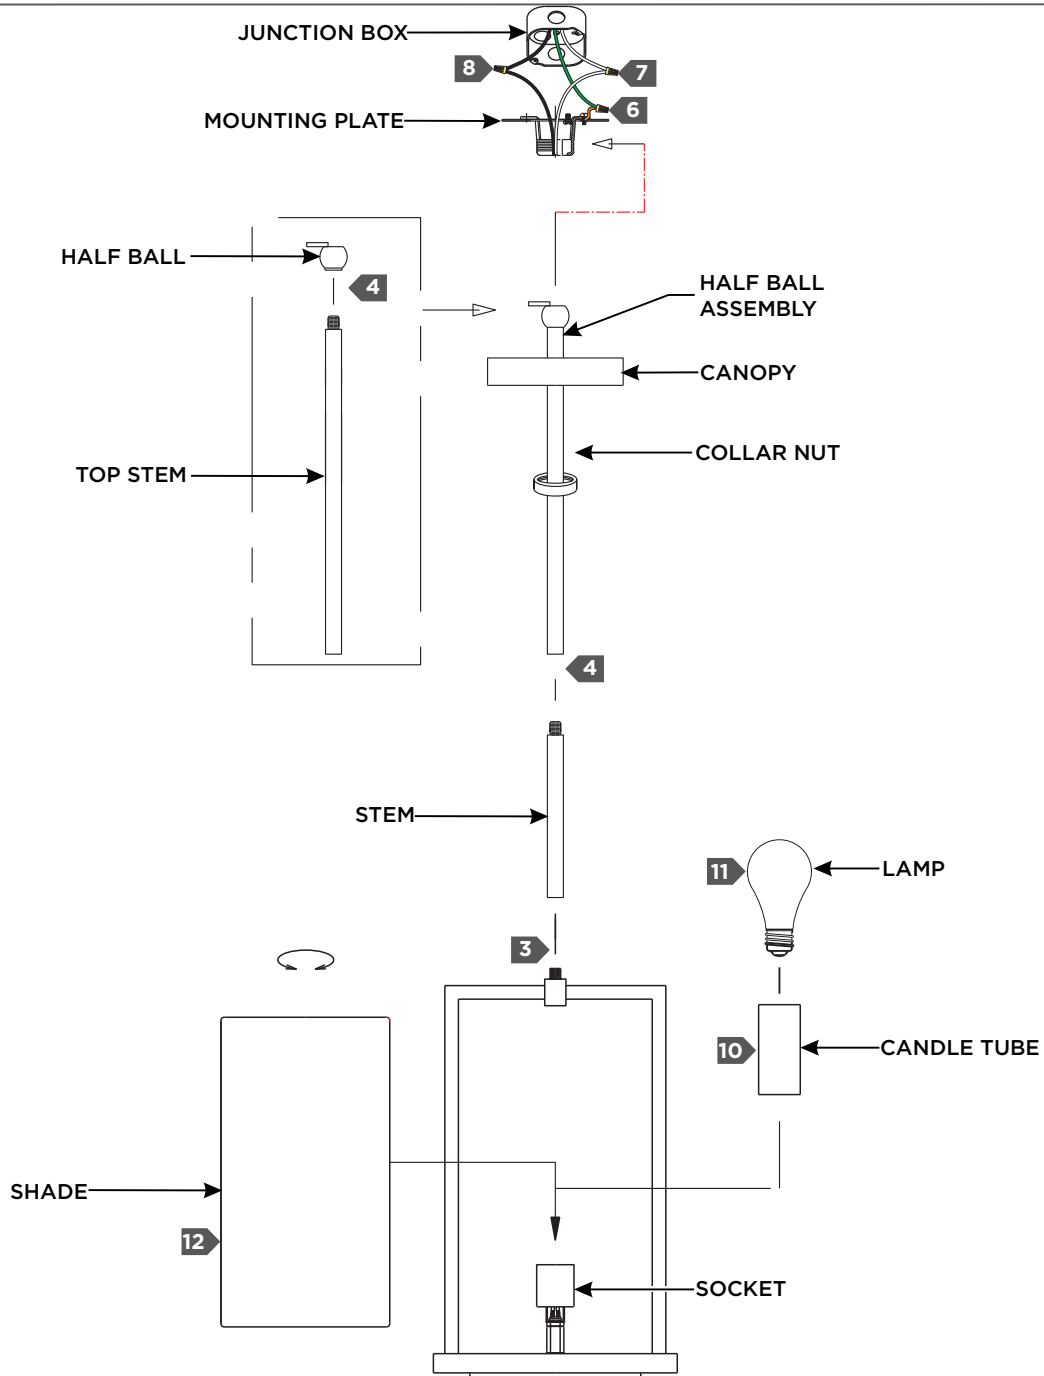 JUNCTION BOX
8
7
6
MOUNTING PLATE
HALF BALL
4
HALF BALL
ASSEMBLY
CANOPY
COLLAR NUT
TOP STEM
4
STEM
11
LAMP
3
10
CANDLE TUBE
SHADE
12
SOCKET